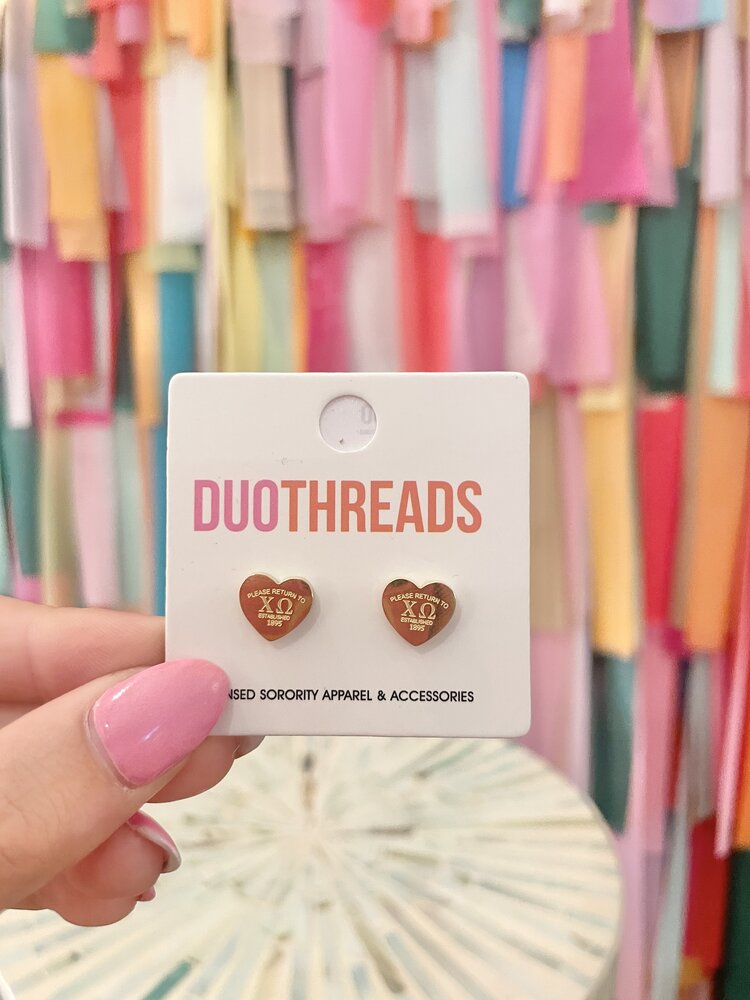 DUOTHREADS
PLEASE RETURN TO
ΧΩ
ESTABLISHED
1895
PLEASE RETURN TO
ΧΩ
ESTABLISHED
1895
NSED SORORITY APPAREL & ACCESSORIES